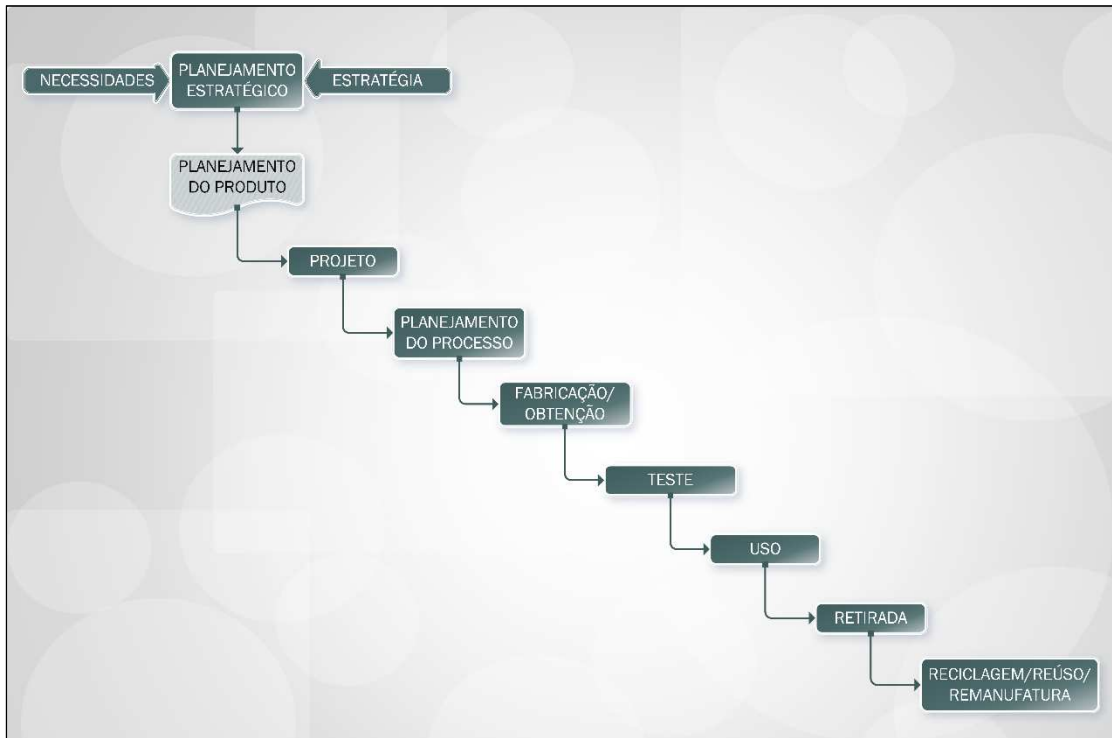 NECESSIDADES
PLANEJAMENTO
ESTRATÉGICO
ESTRATÉGIA
PLANEJAMENTO
DO PRODUTO
PROJETO
PLANEJAMENTO
DO PROCESSO
FABRICAÇÃO/
OBTENÇÃO
TESTE
USO
RETIRADA
RECICLAGEM/REÚSO/
REMANUFATURA